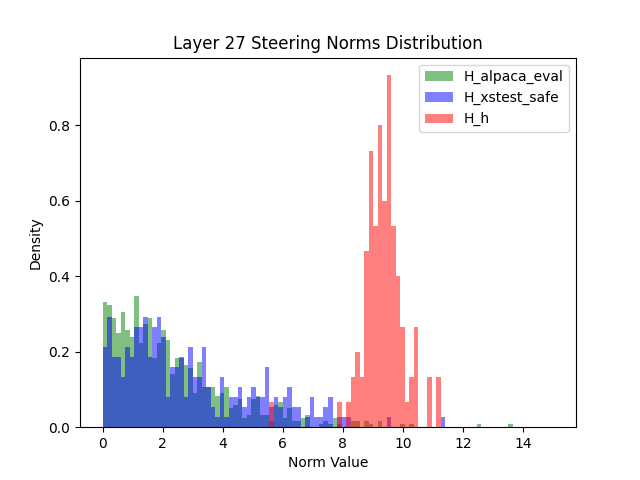 Layer 27 Steering Norms Distribution
H_alpaca_eval
H_xstest_safe
H_h
Density
0.8
0.6
0.4
0.2
0.0
0 2 4 6 8 10 12 14
Norm Value